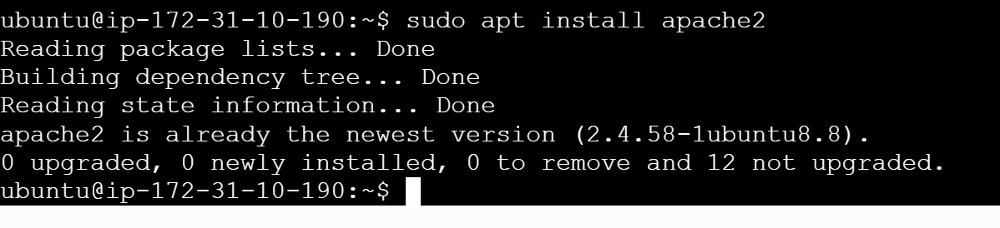 ubuntu@ip-172-31-10-190:~$ sudo apt install apache2
Reading package lists... Done
Building dependency tree... Done
Reading state information... Done
apache2 is already the newest version (2.4.58-1ubuntu8.8).
0 upgraded, 0 newly installed, 0 to remove and 12 not upgraded.
ubuntu@ip-172-31-10-190:~$